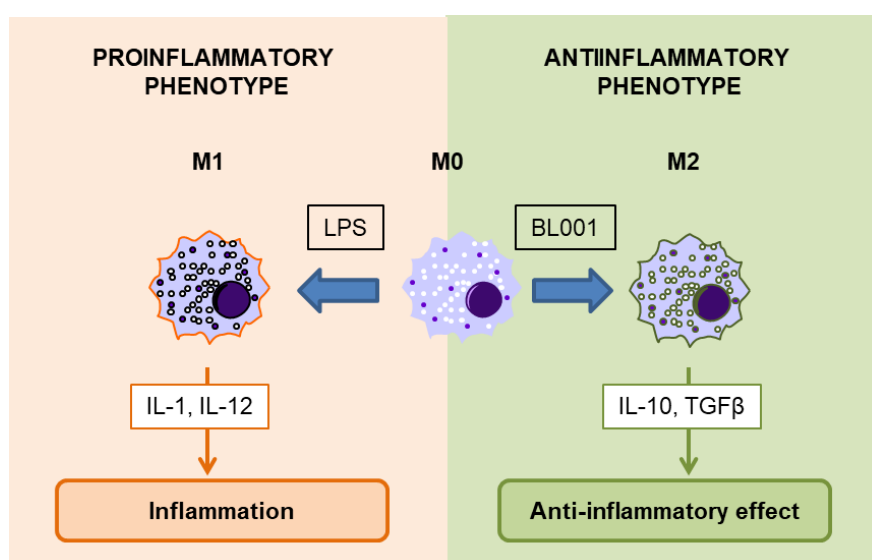 PROINFLAMMATORY
PHENOTYPE
ANTIINFLAMMATORY
PHENOTYPE
M1
M0
M2
LPS
BL001
IL-1, IL-12
IL-10, TGFβ
Inflammation
Anti-inflammatory effect